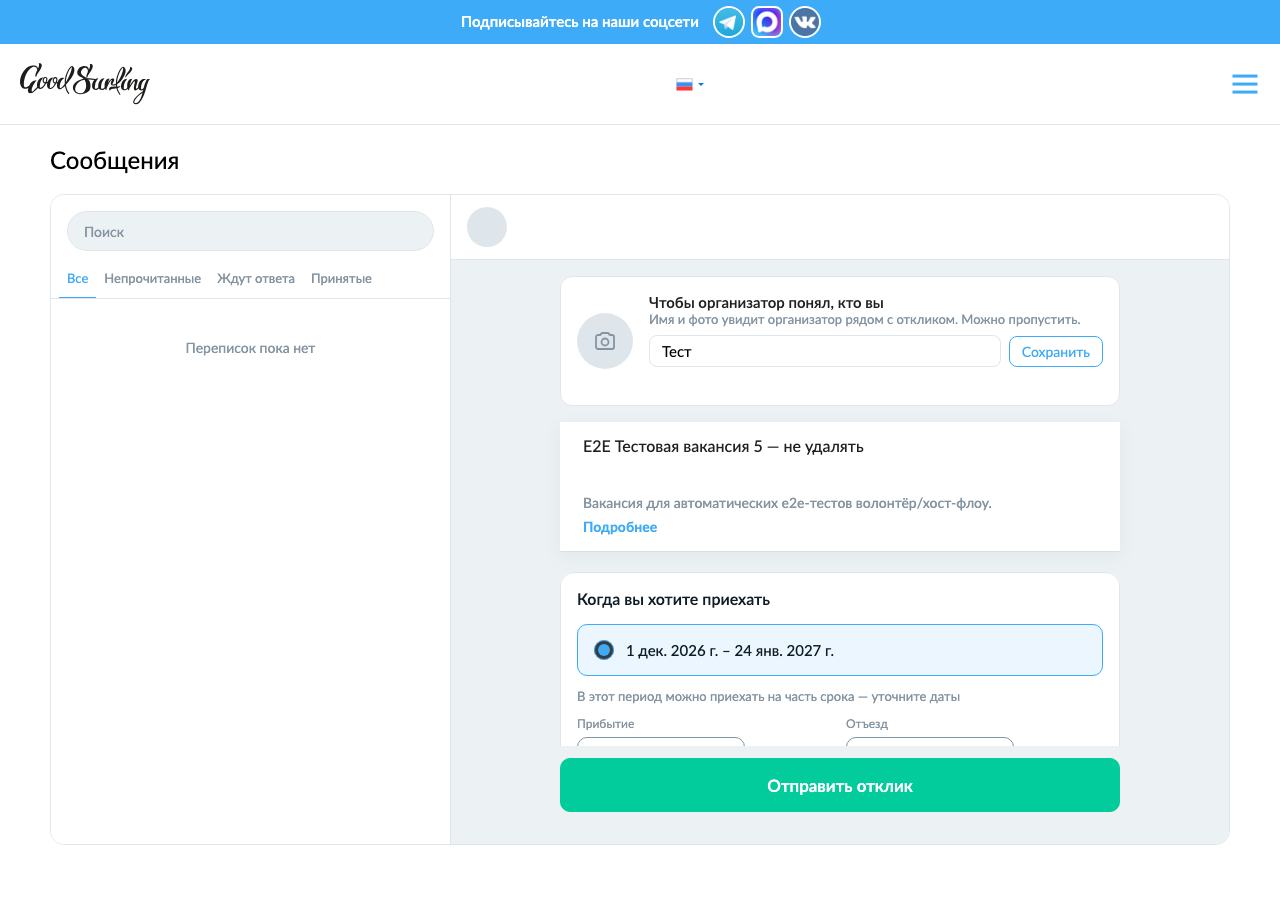 Подписывайтесь на наши соцсети
GoodSurfing
Сообщения
Поиск
Все Непрочитанные Ждут ответа Принятые
Переписок пока нет
Чтобы организатор понял, кто вы
Имя и фото увидит организатор рядом с откликом. Можно пропустить.
Тест
Сохранить
E2E Тестовая вакансия 5 — не удалять
Вакансия для автоматических e2e-тестов волонтёр/хост-флоу.
Подробнее
Когда вы хотите приехать
1 дек. 2026 г. – 24 янв. 2027 г.
В этот период можно приехать на часть срока — уточните даты
Прибытие Отъезд
Отправить отклик